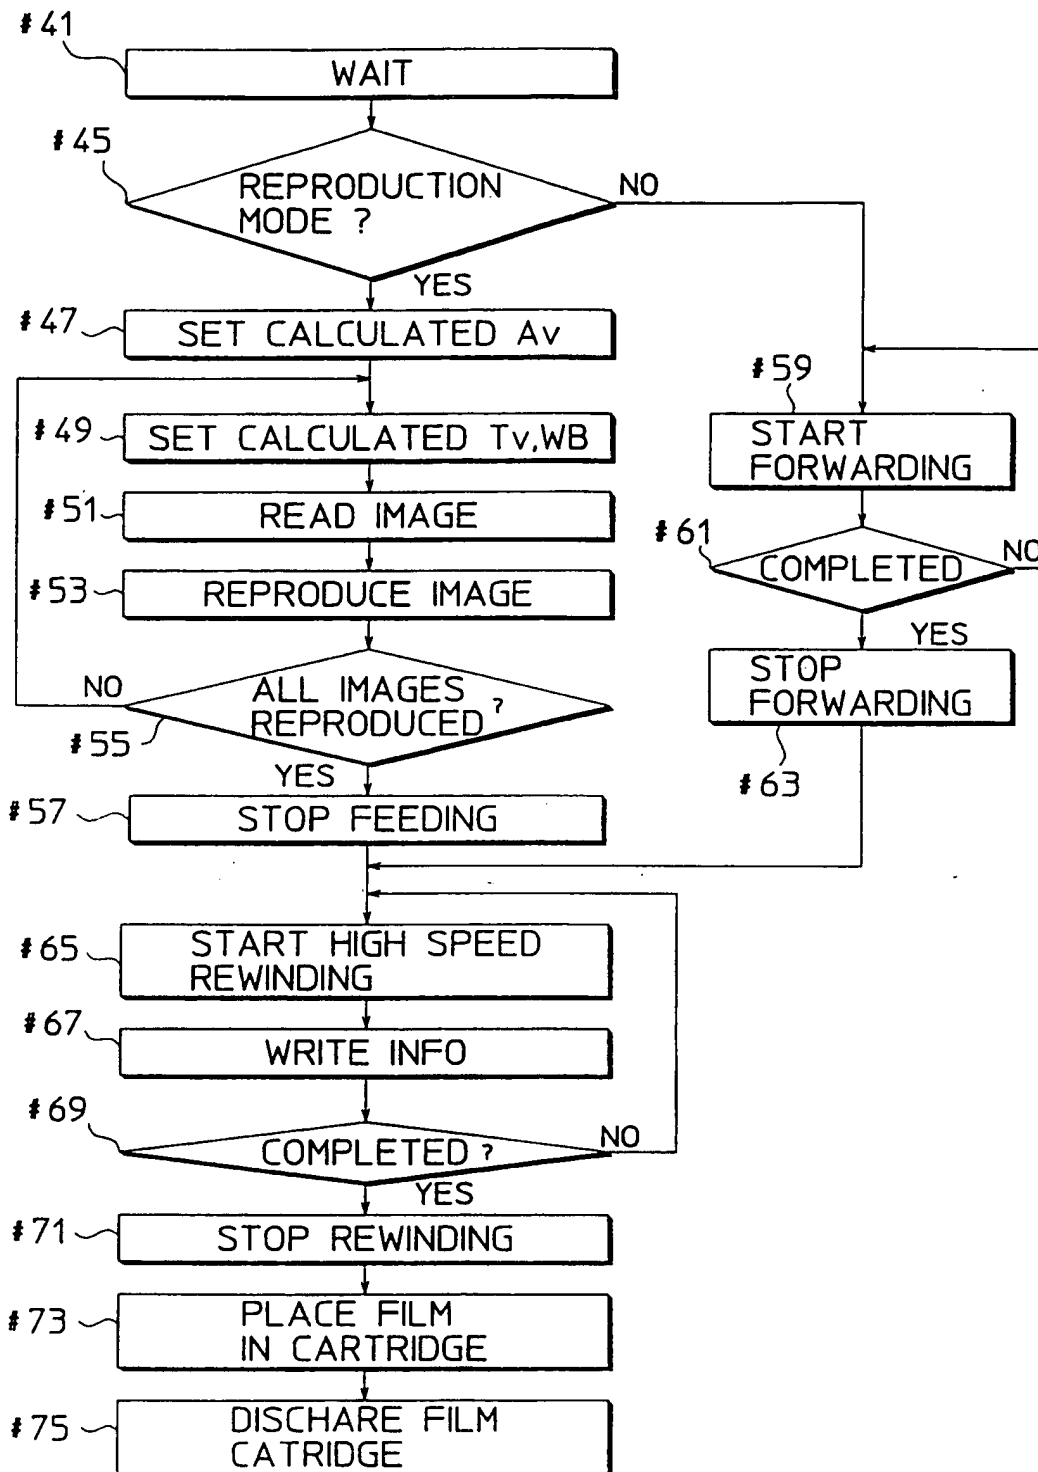 #41
WAIT
#45
REPRODUCTION
MODE ?
NO
YES
#47
SET CALCULATED Av
#49
SET CALCULATED Tv,WB
#51
READ IMAGE
#53
REPRODUCE IMAGE
NO
ALL IMAGES
REPRODUCED ?
#55
YES
#57
STOP FEEDING
#59
START
FORWARDING
#61
COMPLETED
NO
YES
STOP
FORWARDING
#63
#65
START HIGH SPEED
REWINDING
#67
WRITE INFO
#69
COMPLETED ?
NO
YES
#71
STOP REWINDING
#73
PLACE FILM
IN CARTRIDGE
#75
DISCHARE FILM
CATRIDGE